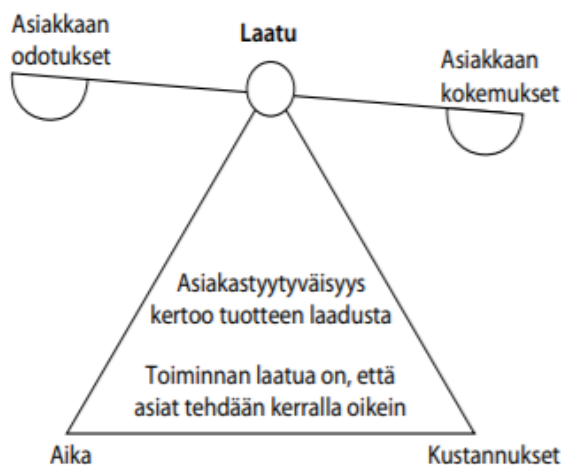 Asiakkaan
odotukset
Laatu
Asiakkaan
kokemukset
Asiakastyytyväisyys
kertoo tuotteen laadusta
Toiminnan laatua on, että
asiat tehdään kerralla oikein
Aika
Kustannukset